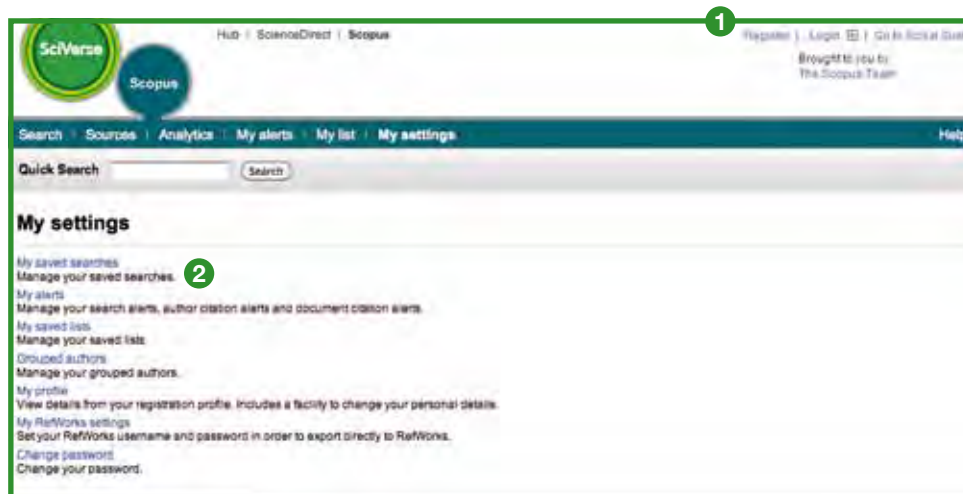 1
SciVerse
Hub | ScienceDirect | Scopus
Register | Login | Go to SciVal Suite
Brought to you by
The Scopus Team
Scopus
Search Sources Analytics My alerts My list My settings Help
Quick Search Search
My settings
My saved searches
Manage your saved searches. 2
My alerts
Manage your search alerts, author citation alerts and document citation alerts.
My saved lists
Manage your saved lists
Grouped authors
Manage your grouped authors.
My profile
View details from your registration profile. Includes a facility to change your personal details.
My RefWorks settings
Set your RefWorks username and password in order to export directly to RefWorks.
Change password
Change your password.